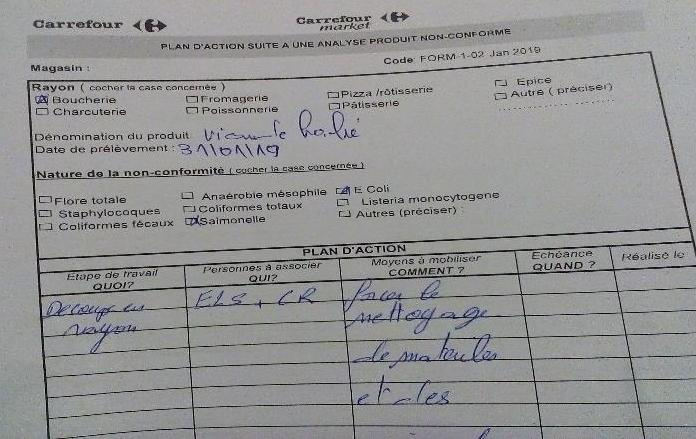 Carrefour Carrefour market
PLAN D'ACTION SUITE A UNE ANALYSE PRODUIT NON-CONFORME
Magasin : Code: FORM-1-02 Jan 2019
Rayon ( cocher la case concernée )
Boucherie Fromagerie Pizza /rôtisserie Epice
Charcuterie Poissonnerie Pâtisserie Autre ( préciser)
Dénomination du produit: Viande haché
Date de prélèvement : 31/01/19
Nature de la non-conformité ( cocher la case concernée )
Flore totale Anaérobie mésophile E Coli
Staphylocoques Coliformes totaux Listeria monocytogene
Coliformes fécaux Salmonelle Autres (préciser) :
PLAN D'ACTION
Etape de travail Personnes à associer Moyens à mobiliser Echéance Réalisé le
QUOI? QUI? COMMENT ? QUAND ?
Decoupe en ELS + CR le
rayon nettoyage
de
et des